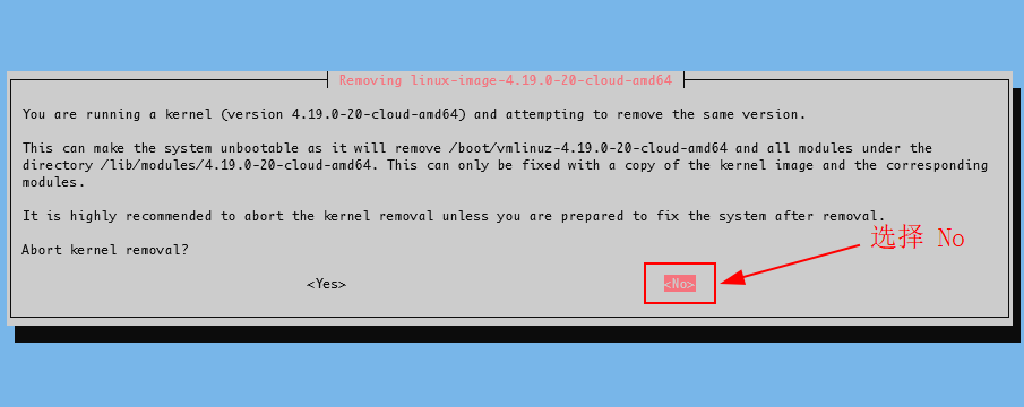 Removing linux-image-4.19.0-20-cloud-amd64
You are running a kernel (version 4.19.0-20-cloud-amd64) and attempting to remove the same version.
This can make the system unbootable as it will remove /boot/vmlinuz-4.19.0-20-cloud-amd64 and all modules under the
directory /lib/modules/4.19.0-20-cloud-amd64. This can only be fixed with a copy of the kernel image and the corresponding
modules.
It is highly recommended to abort the kernel removal unless you are prepared to fix the system after removal.
选择 No
Abort kernel removal?
<Yes> <No>